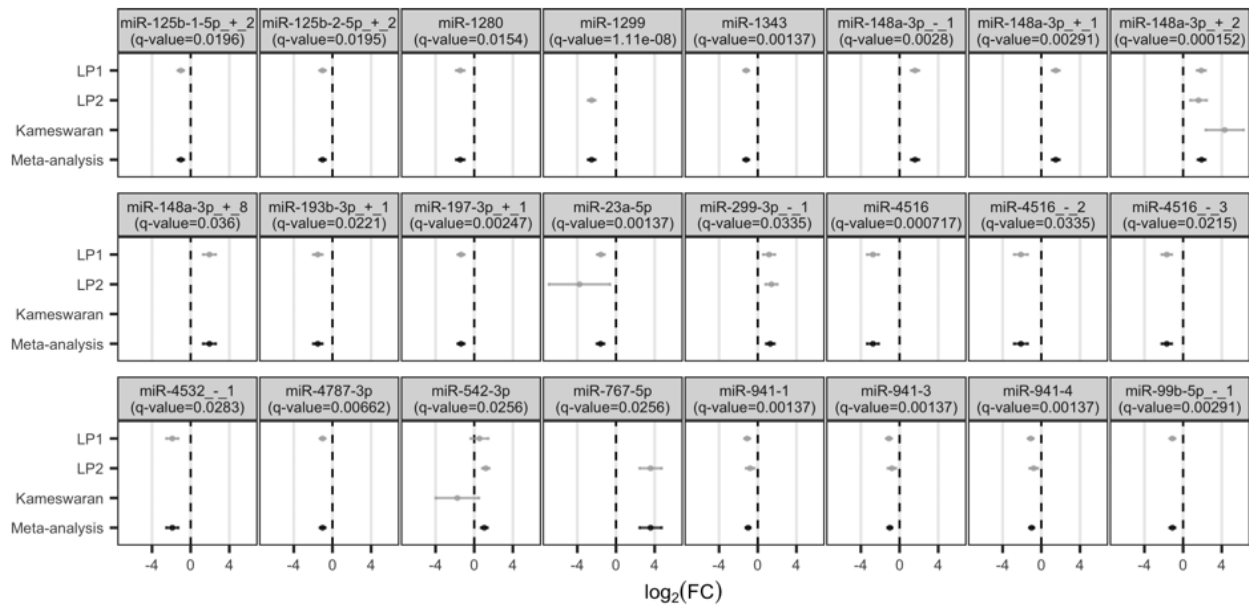 miR-125b-1-5p_+_2 miR-125b-2-5p_+_2 miR-1280 miR-1299 miR-1343 miR-148a-3p_-_1 miR-148a-3p_+_1 miR-148a-3p_+_2
(q-value=0.0196) (q-value=0.0195) (q-value=0.0154) (q-value=1.11e-08) (q-value=0.00137) (q-value=0.0028) (q-value=0.00291) (q-value=0.000152)
LP1
LP2
Kameswaran
Meta-analysis
miR-148a-3p_+_8 miR-193b-3p_+_1 miR-197-3p_+_1 miR-23a-5p miR-299-3p_-_1 miR-4516 miR-4516_-_2 miR-4516_-_3
(q-value=0.036) (q-value=0.0221) (q-value=0.00247) (q-value=0.00137) (q-value=0.0335) (q-value=0.000717) (q-value=0.0335) (q-value=0.0215)
LP1
LP2
Kameswaran
Meta-analysis
miR-4532_-_1 miR-4787-3p miR-542-3p miR-767-5p miR-941-1 miR-941-3 miR-941-4 miR-99b-5p_-_1
(q-value=0.0283) (q-value=0.00662) (q-value=0.0256) (q-value=0.0256) (q-value=0.00137) (q-value=0.00137) (q-value=0.00137) (q-value=0.00291)
LP1
LP2
Kameswaran
Meta-analysis
-4 0 4 -4 0 4 -4 0 4 -4 0 4 -4 0 4 -4 0 4 -4 0 4 -4 0 4
log₂(FC)